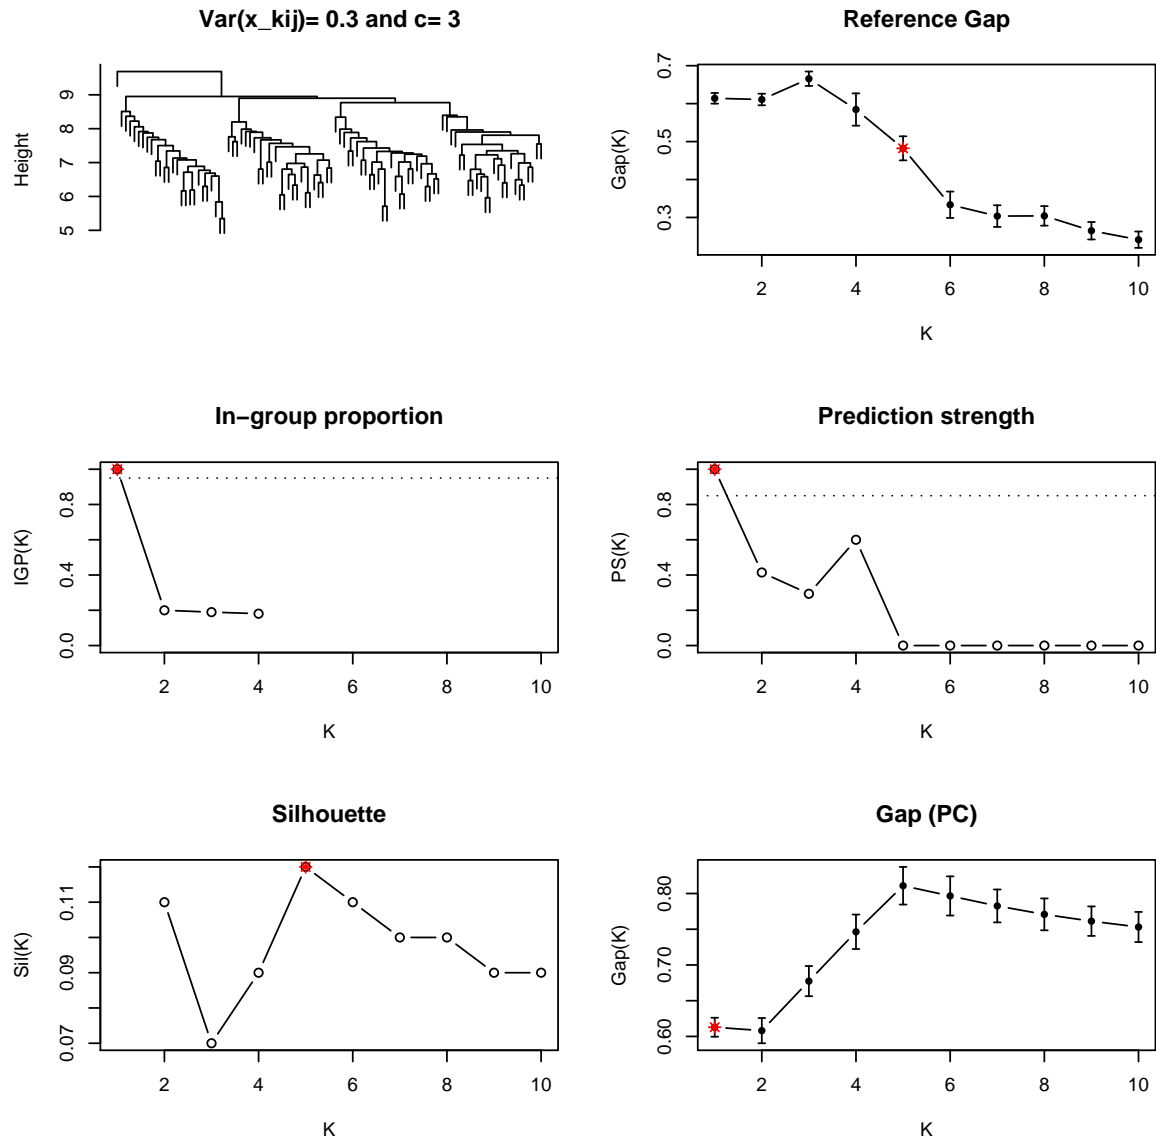 Var(x_kij)= 0.3 and c= 3
Height
5 6 7 8 9
Reference Gap
Gap(K)
0.3 0.5 0.7
2 4 6 8 10
K
In−group proportion
IGP(K)
0.0 0.4 0.8
2 4 6 8 10
K
Prediction strength
PS(K)
0.0 0.4 0.8
2 4 6 8 10
K
Silhouette
Sil(K)
0.07 0.09 0.11
2 4 6 8 10
K
Gap (PC)
Gap(K)
0.60 0.70 0.80
2 4 6 8 10
K